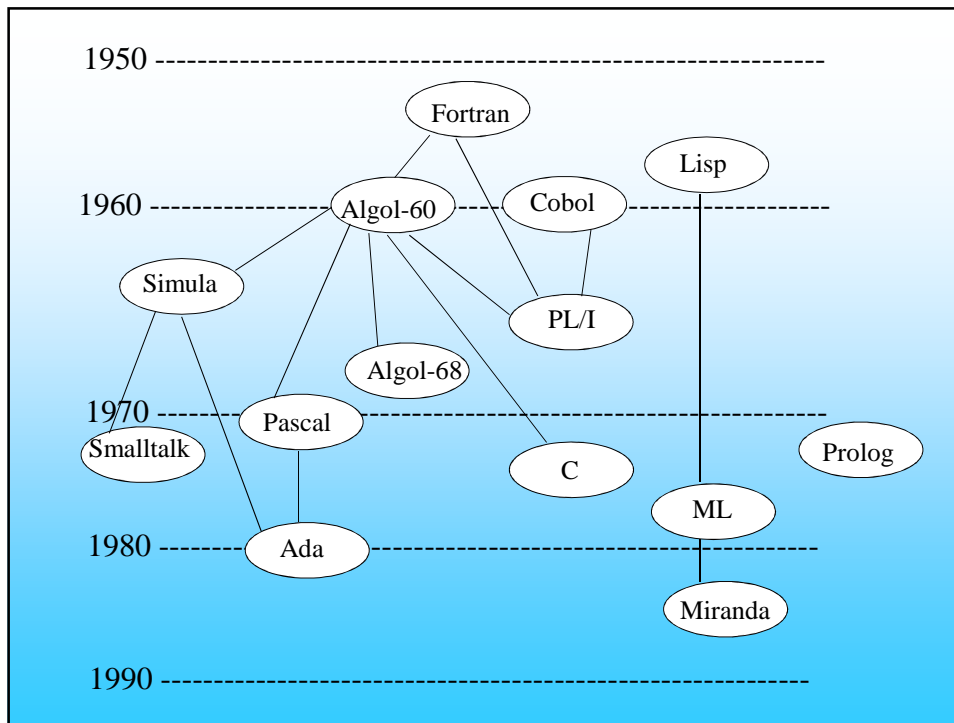 1950 --------------------------------------------------
Fortran
Lisp
1960 --------------------------------------------------
Algol-60
Cobol
Simula
PL/I
Algol-68
1970 --------------------------------------------------
Pascal
Smalltalk
Prolog
C
ML
1980 --------------------------------------------------
Ada
Miranda
1990 --------------------------------------------------